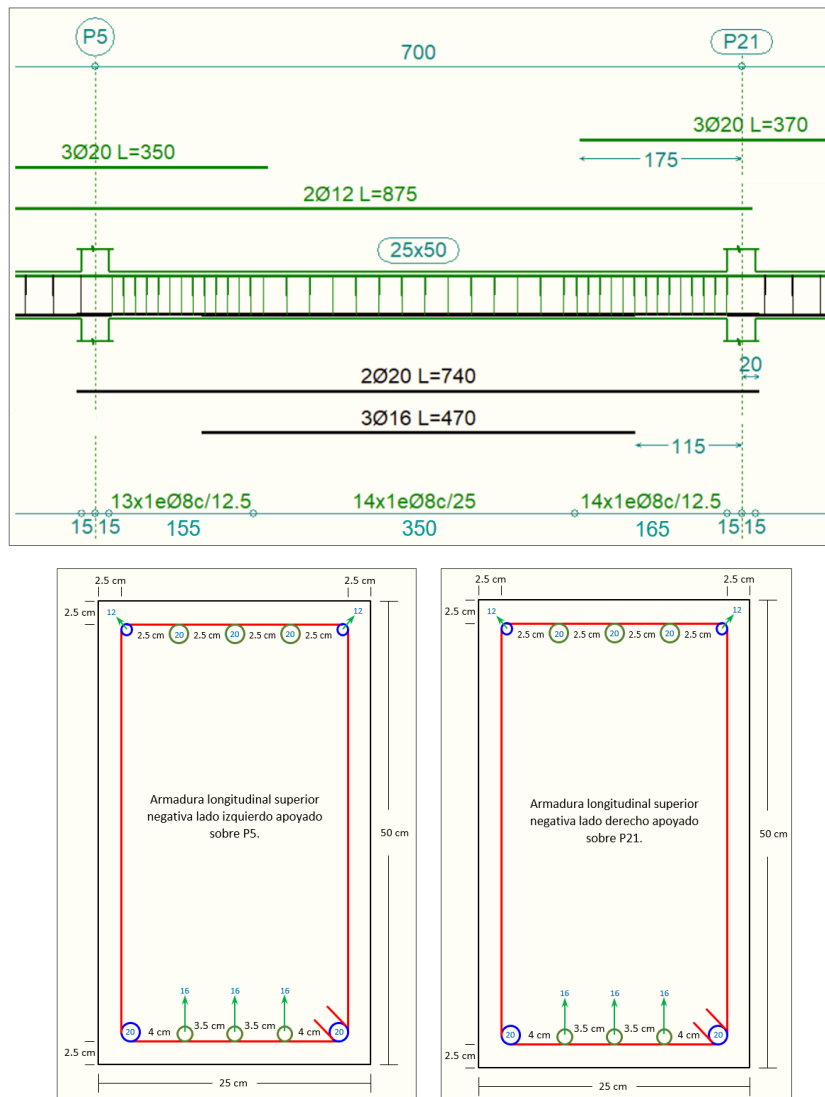 P5
P21
700
3Ø20 L=370
3Ø20 L=350
175
2Ø12 L=875
25x50
20
2Ø20 L=740
3Ø16 L=470
115
13x1eØ8c/12.5 14x1eØ8c/25 14x1eØ8c/12.5
15 15 155 350 165 15 15
2.5 cm 2.5 cm
2.5 cm
12 12
2.5 cm 20 2.5 cm 20 2.5 cm 20 2.5 cm
Armadura longitudinal superior
negativa lado izquierdo apoyado
sobre P5.
50 cm
16 16 16
20 4 cm 3.5 cm 3.5 cm 4 cm 20
2.5 cm
25 cm
2.5 cm 2.5 cm
2.5 cm
12 12
2.5 cm 20 2.5 cm 20 2.5 cm 20 2.5 cm
Armadura longitudinal superior
negativa lado derecho apoyado
sobre P21.
50 cm
16 16 16
20 4 cm 3.5 cm 3.5 cm 4 cm 20
2.5 cm
25 cm